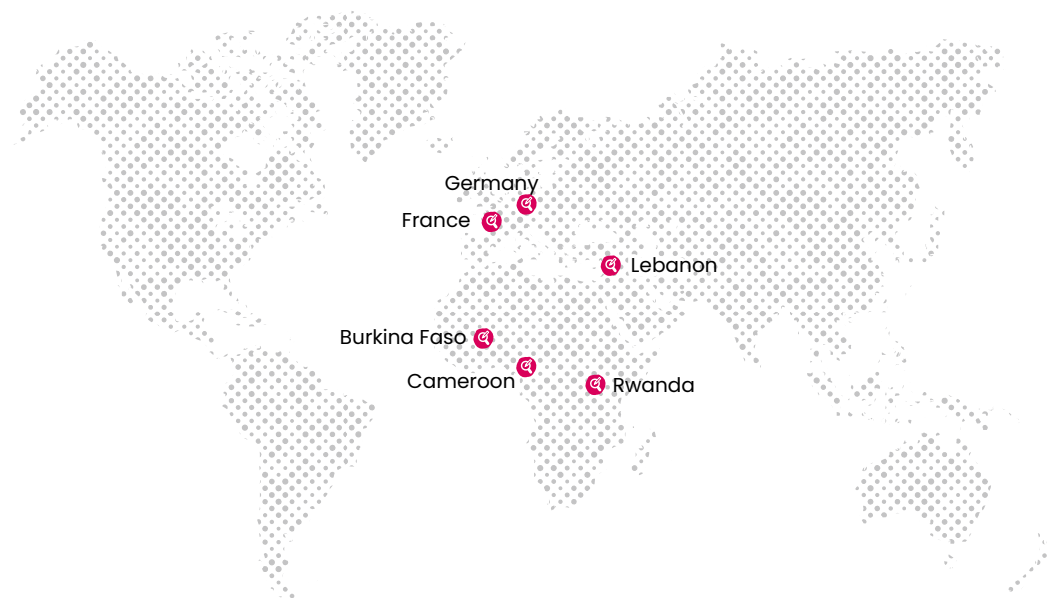 Germany
France
Lebanon
Burkina Faso
Cameroon
Rwanda